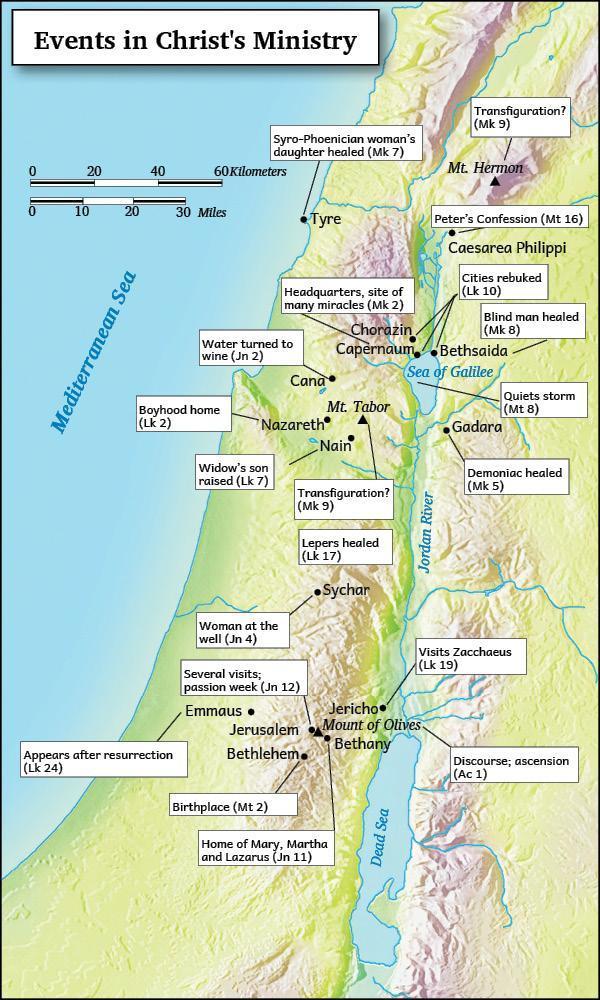 Events in Christ's Ministry
Transfiguration?
(Mk 9)
Syro-Phoenician woman's
daughter healed (Mk 7)
Mt. Hermon
0 20 40 60 Kilometers
0 10 20 30 Miles
Tyre
Peter's Confession (Mt 16)
Caesarea Philippi
Cities rebuked
(Lk 10)
Headquarters, site of
many miracles (Mk 2)
Blind man healed
(Mk 8)
Chorazin
Capernaum
Bethsaida
Water turned to
wine (Jn 2)
Sea of Galilee
Mediterranean Sea
Cana
Quiets storm
(Mt 8)
Boyhood home
(Lk 2)
Mt. Tabor
Nazareth
Gadara
Nain
Widow's son
raised (Lk 7)
Demoniac healed
(Mk 5)
Transfiguration?
(Mk 9)
Jordan River
Lepers healed
(Lk 17)
Sychar
Woman at the
well (Jn 4)
Visits Zacchaeus
(Lk 19)
Several visits;
passion week (Jn 12)
Emmaus
Jericho
Mount of Olives
Jerusalem
Bethany
Bethlehem
Appears after resurrection
(Lk 24)
Discourse; ascension
(Ac 1)
Birthplace (Mt 2)
Home of Mary, Martha
and Lazarus (Jn 11)
Dead Sea